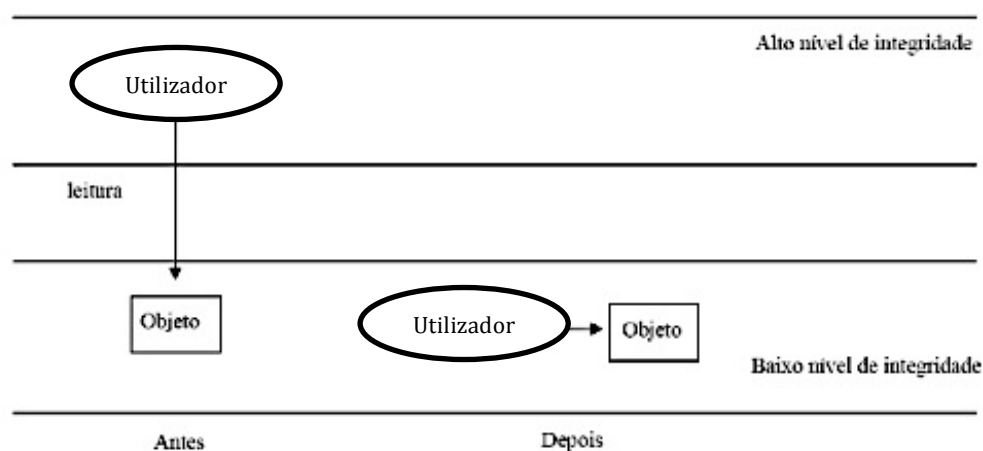 Alto nível de integridade
Utilizador
leitura
Objeto
Utilizador
Objeto
Baixo nível de integridade
Antes
Depois